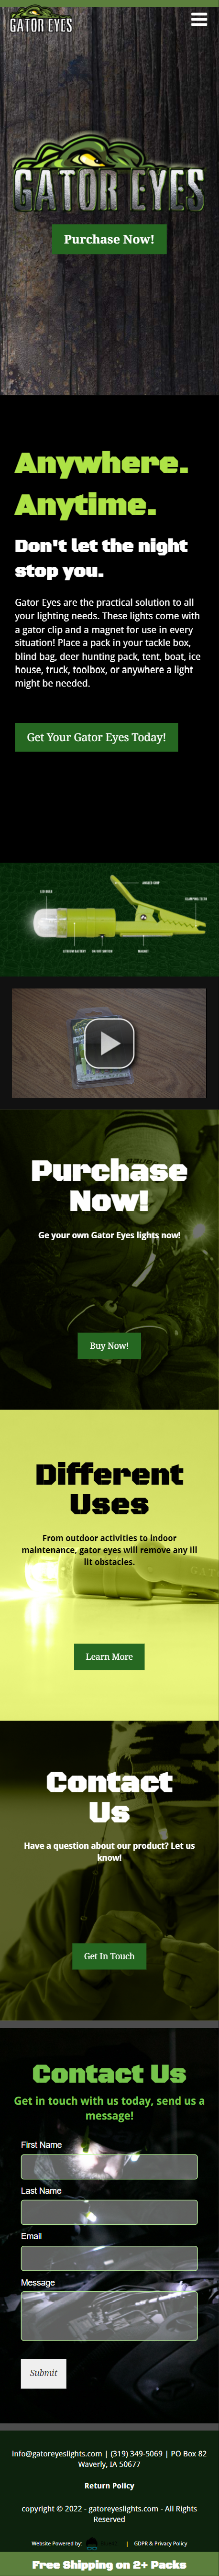 GATOR EYES
GATOR EYES
Purchase Now!
Anywhere.
Anytime.
Don't let the night
stop you.
Gator Eyes are the practical solution to all
your lighting needs. These lights come with
a gator clip and a magnet for use in every
situation! Place a pack in your tackle box,
blind bag, deer hunting pack, tent, boat, ice
house, truck, toolbox, or anywhere a light
might be needed.
Get Your Gator Eyes Today!
MAGNET
Purchase
Now!
Ge your own Gator Eyes lights now!
Buy Now!
Different
Uses
From outdoor activities to indoor
maintenance, gator eyes will remove any ill
lit obstacles.
Learn More
Contact
Us
Have a question about our product? Let us
know!
Get In Touch
Contact Us
Get in touch with us today, send us a
message!
First Name
Last Name
Email
Message
Submit
info@gatoreyeslights.com | (319) 349-5069 | PO Box 82
Waverly, IA 50677
Return Policy
copyright © 2022 - gatoreyeslights.com - All Rights
Reserved
Website Powered by: | GDPR & Privacy Policy
Free Shipping on 2+ Packs